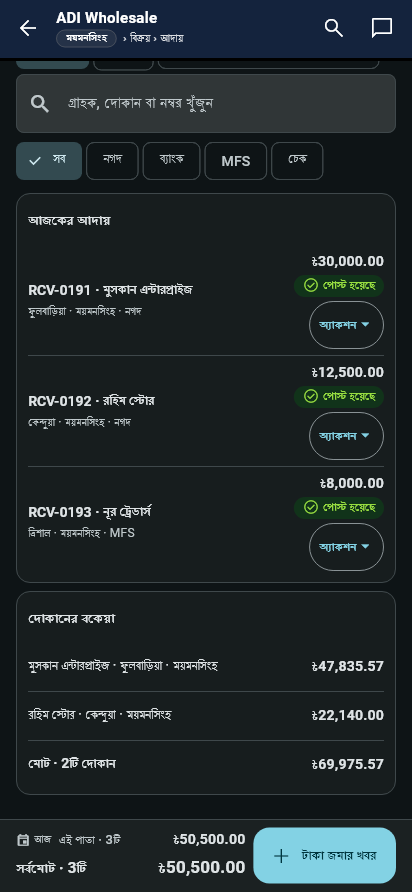 ADI Wholesale
ময়মনসিংহ › বিক্রয় › আদায়
গ্রাহক, দোকান বা নম্বর খুঁজুন
সব নগদ ব্যাংক MFS চেক
আজকের আদায়
৳30,000.00
RCV-0191 · মুসকান এন্টারপ্রাইজ
পোস্ট হয়েছে
ফুলবাড়িয়া · ময়মনসিংহ · নগদ
অ্যাকশন
৳12,500.00
RCV-0192 · রহিম স্টোর
পোস্ট হয়েছে
কেন্দুয়া · ময়মনসিংহ · নগদ
অ্যাকশন
৳8,000.00
RCV-0193 · নূর ট্রেডার্স
পোস্ট হয়েছে
ত্রিশাল · ময়মনসিংহ · MFS
অ্যাকশন
দোকানের বকেয়া
মুসকান এন্টারপ্রাইজ · ফুলবাড়িয়া · ময়মনসিংহ ৳47,835.57
রহিম স্টোর · কেন্দুয়া · ময়মনসিংহ ৳22,140.00
মোট · 2টি দোকান ৳69,975.57
আজ এই পাতা · 3টি ৳50,500.00
সর্বমোট · 3টি ৳50,500.00
টাকা জমার খবর